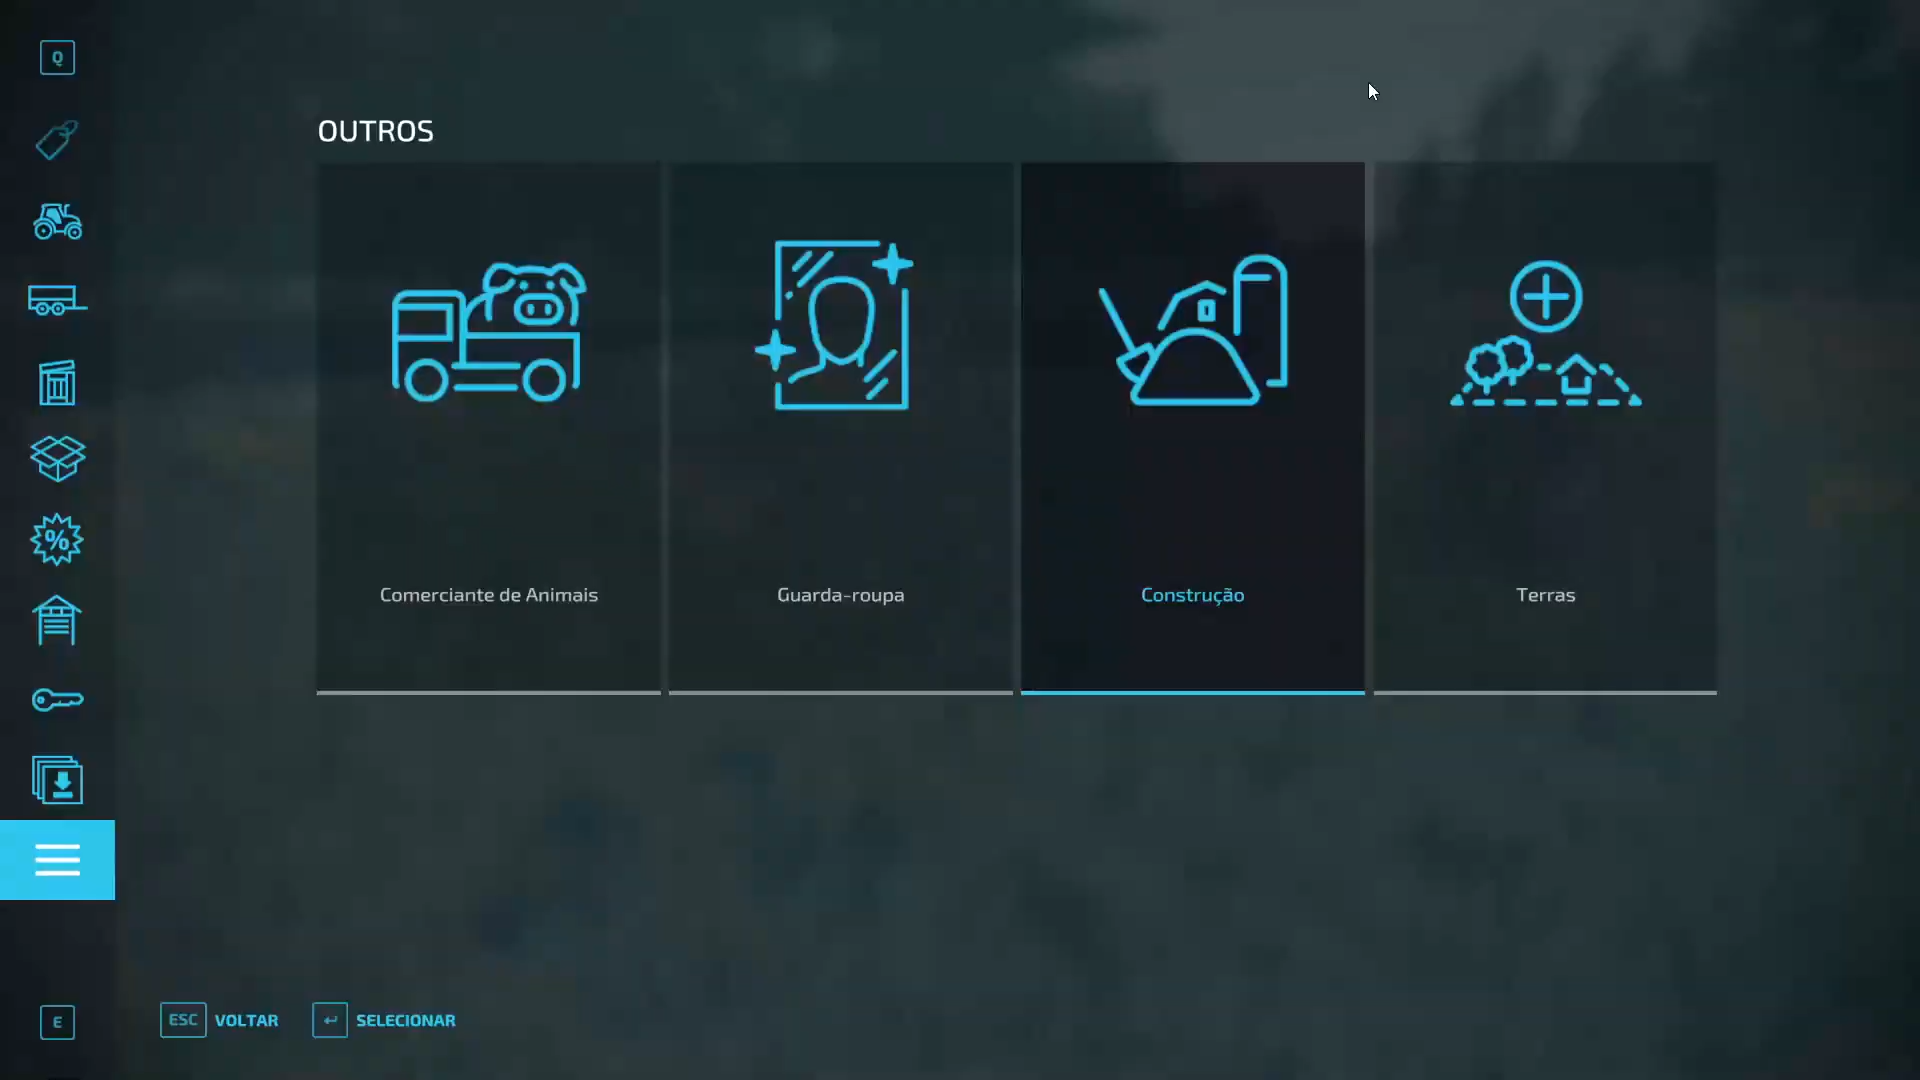 Q
OUTROS
%
Comerciante de Animais
Guarda-roupa
Construção
Terras
E
ESC VOLTAR
↵ SELECIONAR